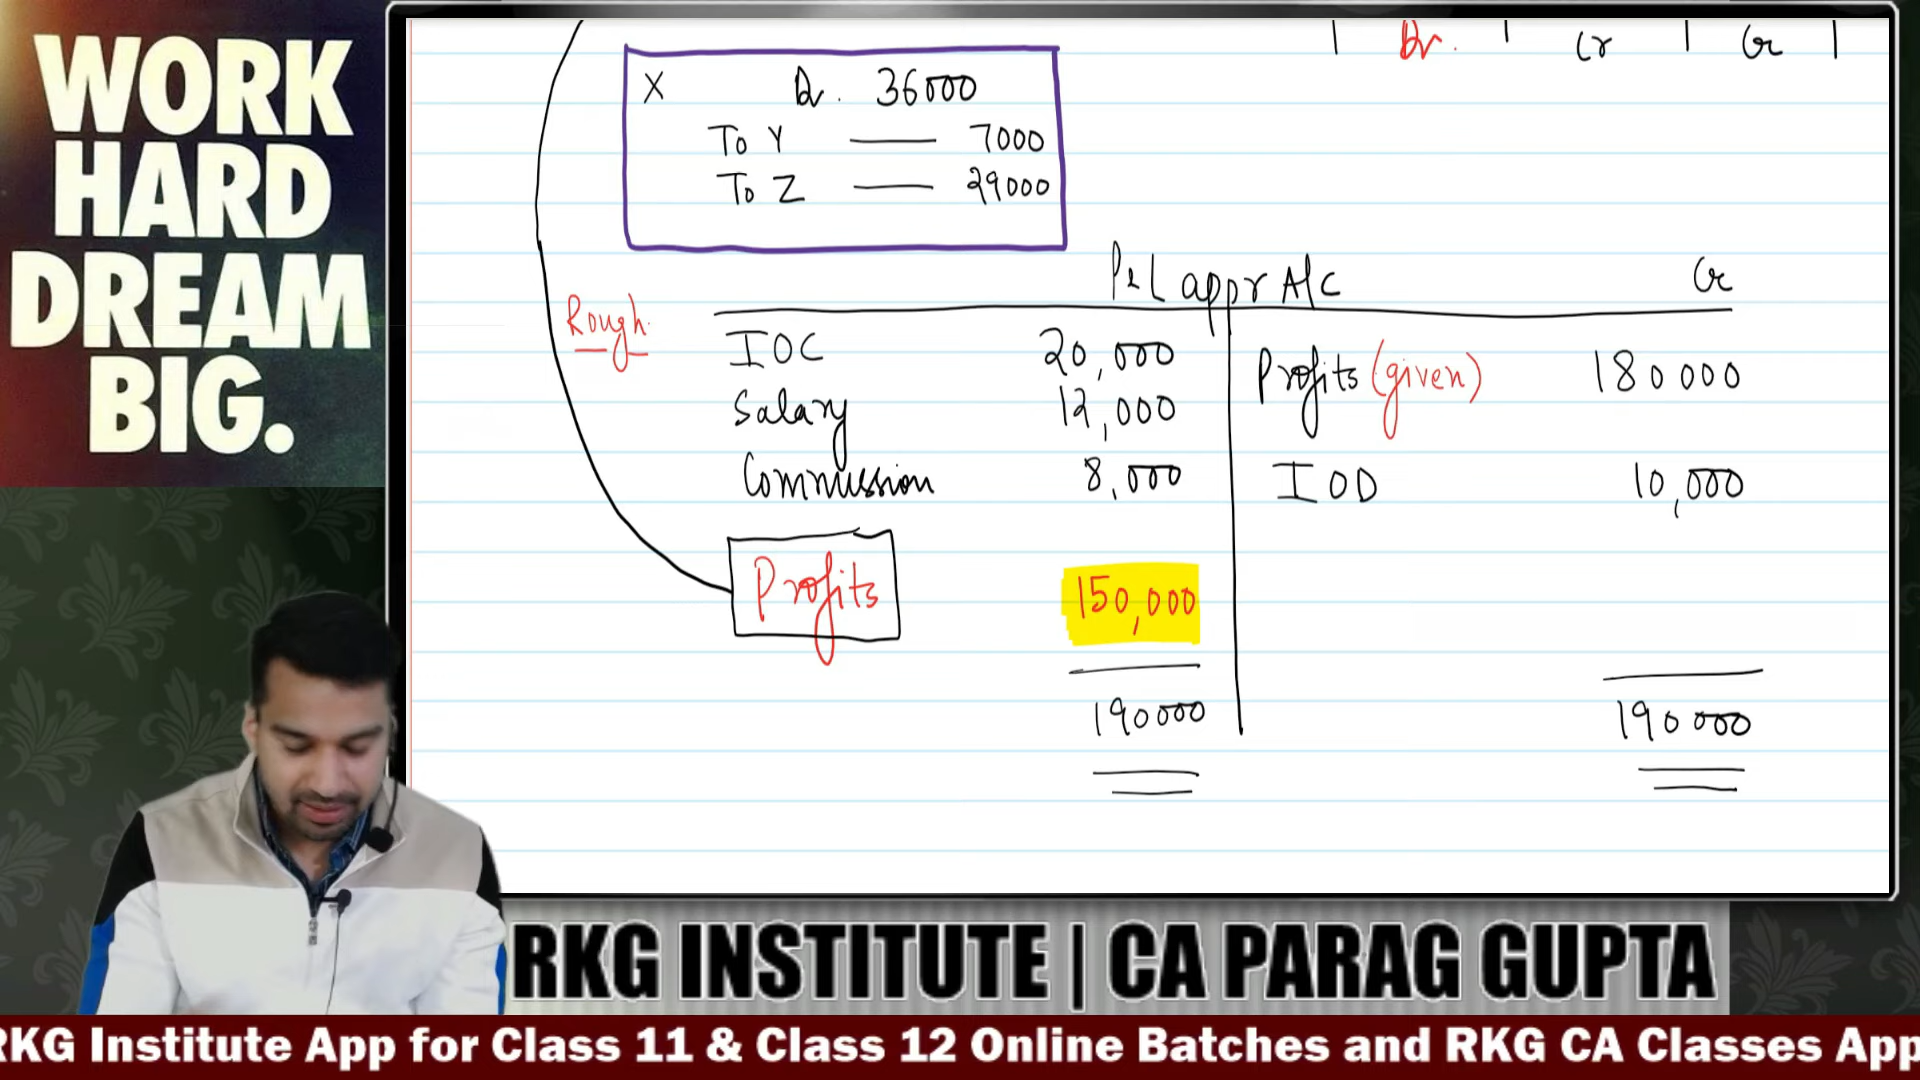 WORK
HARD
DREAM
BIG.
Dr. Cr Cr
X Dr. 36000
To Y 7000
To Z 29000
P&L appr A/C Cr
Rough
IOC 20,000
Profits (given) 180000
Salary 12,000
Commission 8,000
IOD 10,000
Profits 150,000
190000
190000
RKG INSTITUTE | CA PARAG GUPTA
RKG Institute App for Class 11 & Class 12 Online Batches and RKG CA Classes App